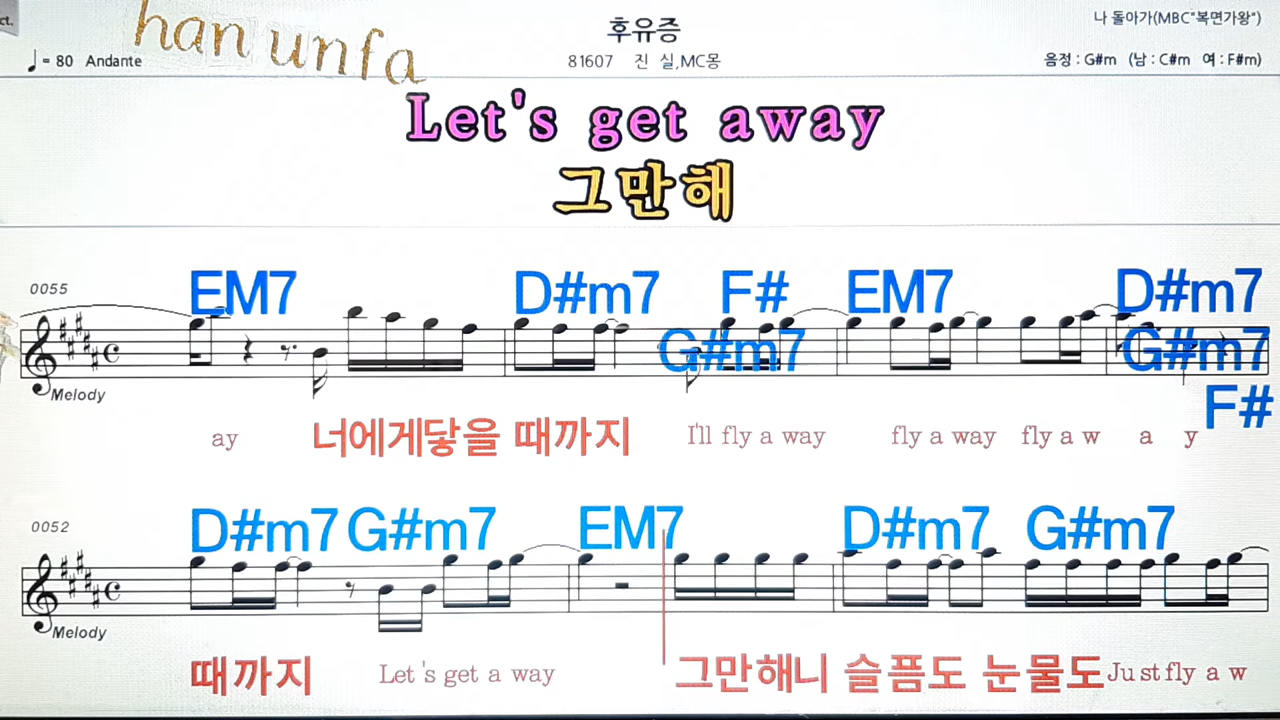 ct.
han unfa
후유증
나 돌아가(MBC"복면가왕")
♩ = 80 Andante
81607 진 실,MC몽
음정 : G#m (남 : C#m 여 : F#m)
Let's get away
그만해
0055
EM7 D#m7 F# EM7 D#m7
G#m7 G#m7
F#
Melody
ay 너에게닿을 때까지 I'll fly a way fly a way fly a w a y
0052
D#m7 G#m7 EM7 D#m7 G#m7
Melody
때까지 Let's get a way 그만해니 슬픔도 눈물도 Just fly a w